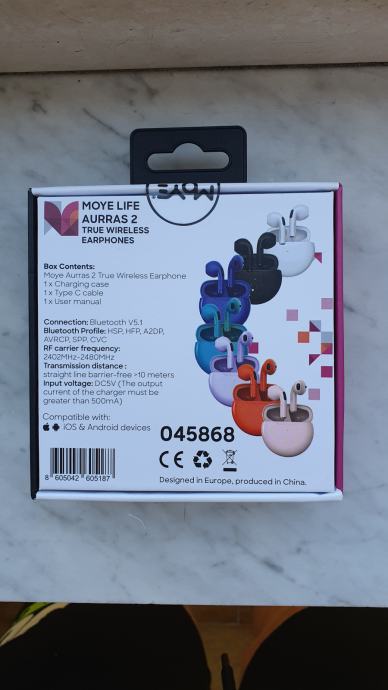 MOYE
MOYE LIFE
AURRAS 2
TRUE WIRELESS
EARPHONES
Box Contents:
Moye Aurras 2 True Wireless Earphone
1 x Charging case
1 x Type C cable
1 x User manual
Connection: Bluetooth V5.1
Bluetooth Profile: HSP, HFP, A2DP,
AVRCP, SPP, CVC
RF carrier frequency:
2402MHz-2480MHz
Transmission distance :
straight line barrier-free >10 meters
Input voltage: DC5V (The output
current of the charger must be
greater than 500mA)
Compatible with:
iOS & Android devices
045868
CE
8 605042 605187
Designed in Europe, produced in China.